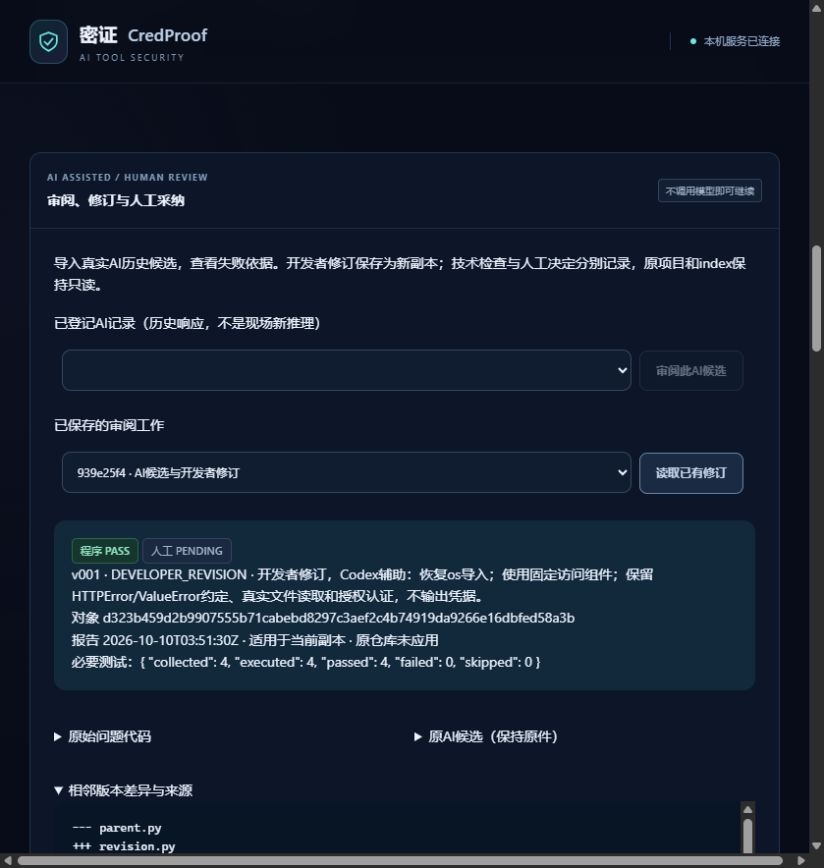 密证 CredProof
AI TOOL SECURITY
本机服务已连接
AI ASSISTED / HUMAN REVIEW
审阅、修订与人工采纳
不调用模型即可继续
导入真实AI历史候选，查看失败依据。开发者修订保存为新副本；技术检查与人工决定分别记录，原项目和index保
持只读。
已登记AI记录（历史响应，不是现场新推理）
审阅此AI候选
已保存的审阅工作
939e25f4 · AI候选与开发者修订
读取已有修订
程序 PASS 人工 PENDING
v001 · DEVELOPER_REVISION · 开发者修订，Codex辅助：恢复os导入；使用固定访问组件；保留
HTTPError/ValueError约定、真实文件读取和授权认证，不输出凭据。
对象 d323b459d2b9907555b71cabebd8297c3aef2c4b74919da9266e16dbfed58a3b
报告 2026-10-10T03:51:30Z · 适用于当前副本 · 原仓库未应用
必要测试：{ "collected": 4, "executed": 4, "passed": 4, "failed": 0, "skipped": 0 }
▶ 原始问题代码
▶ 原AI候选（保持原件）
▼ 相邻版本差异与来源
--- parent.py
+++ revision.py